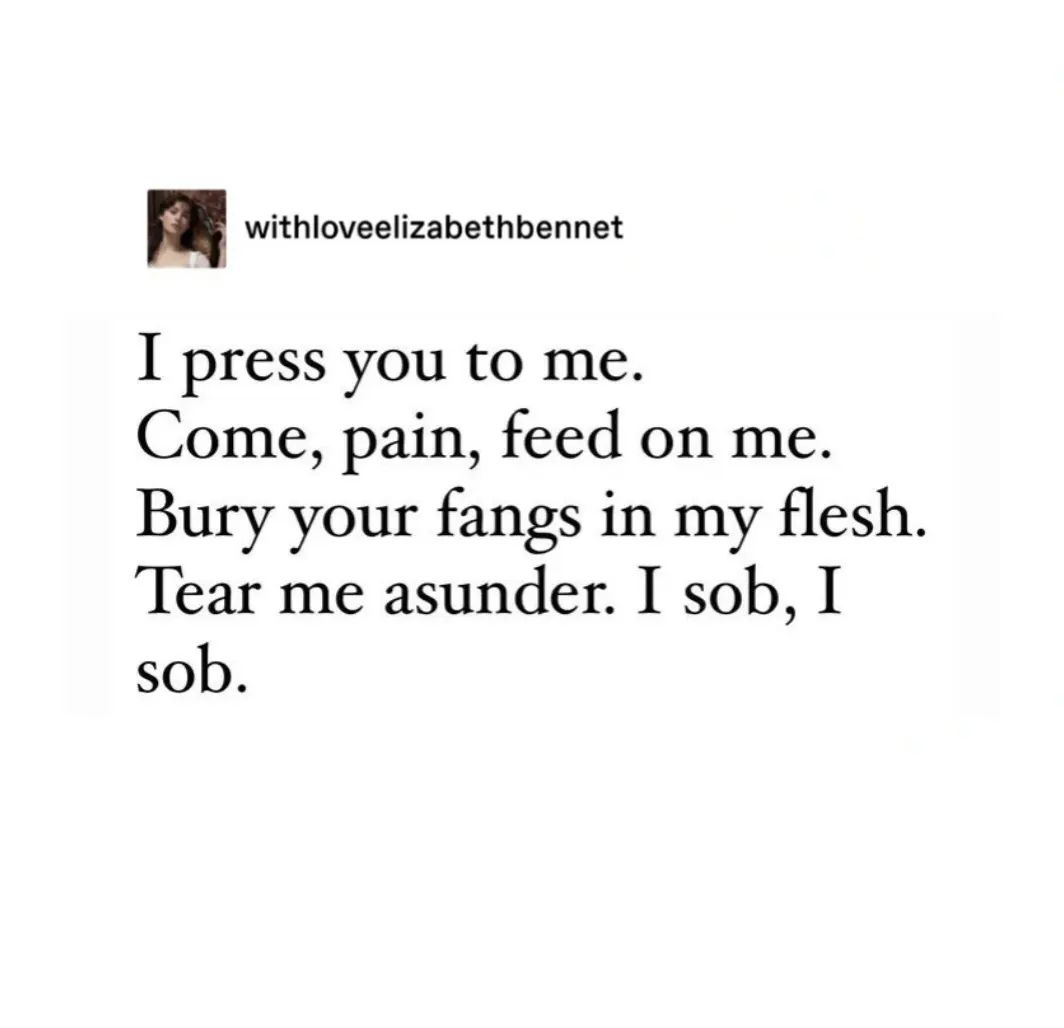 withloveelizabethbennet
I press you to me.
Come, pain, feed on me.
Bury your fangs in my flesh.
Tear me asunder. I sob, I
sob.